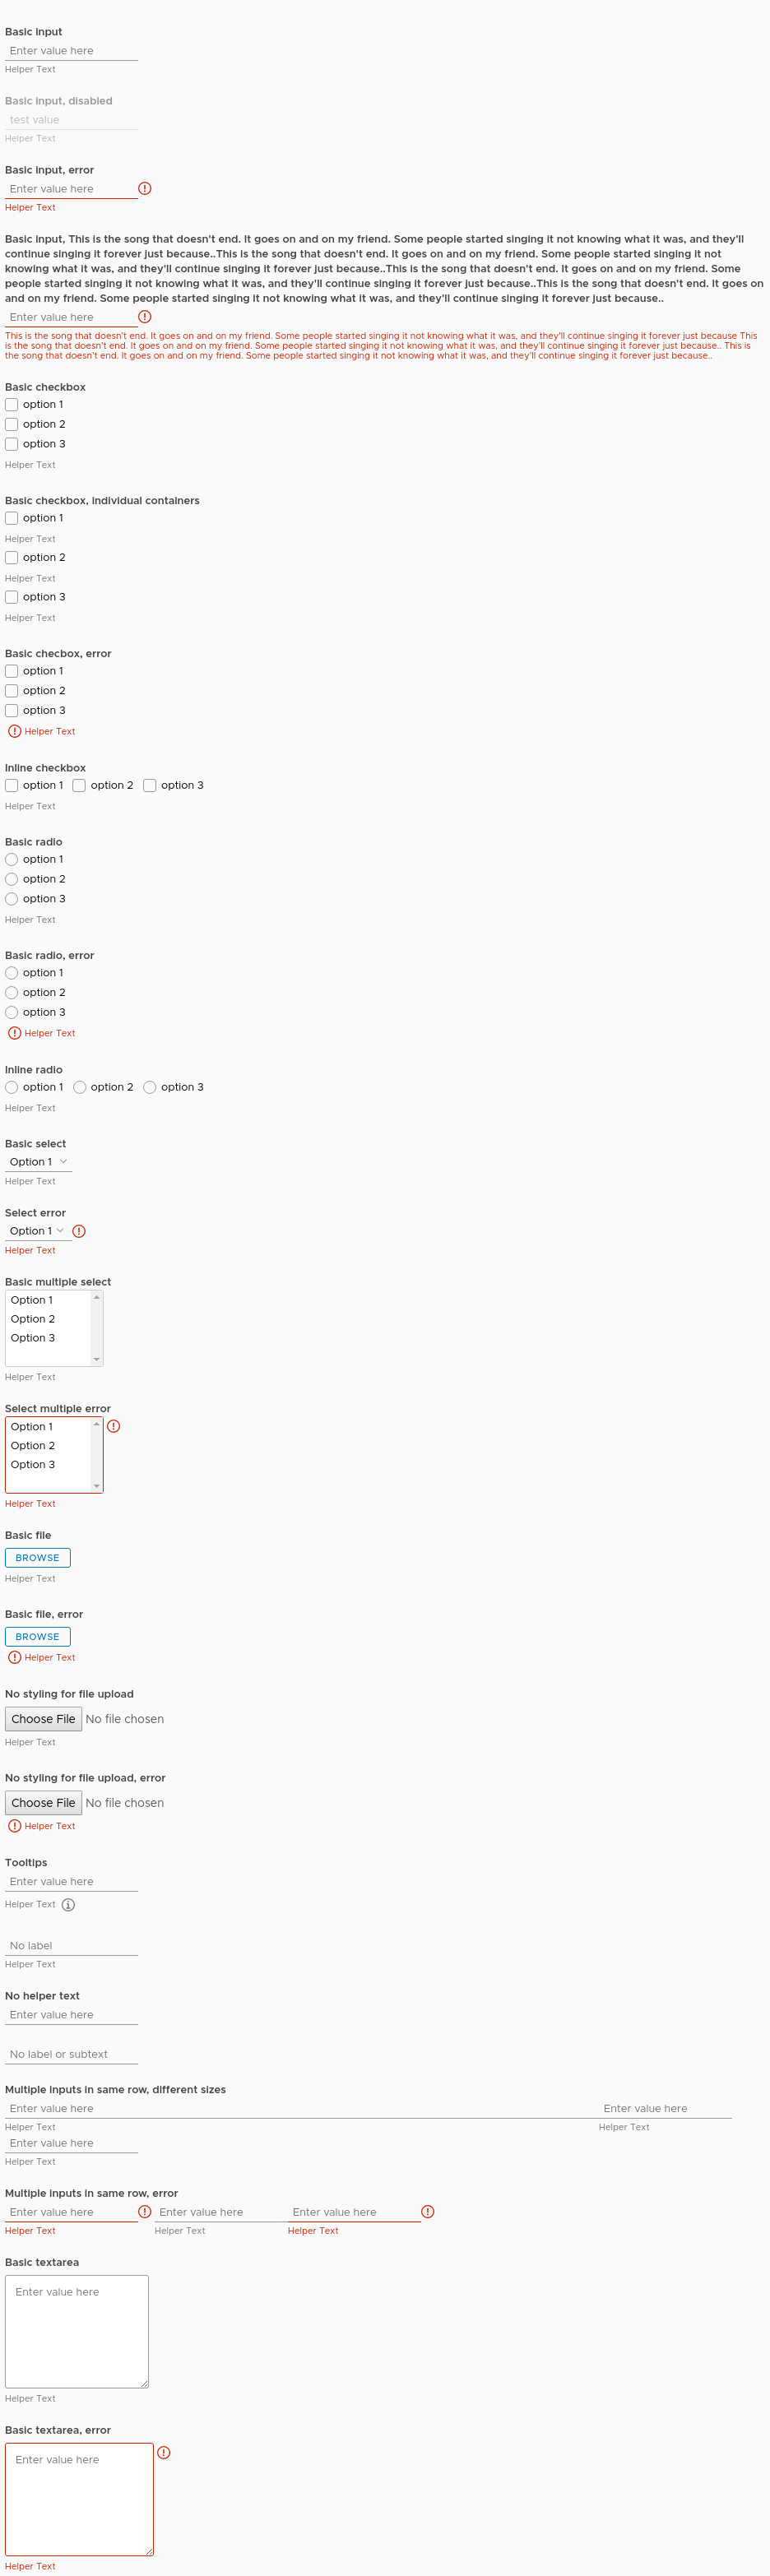 Basic input
Enter value here
Helper Text
Basic input, disabled
test value
Helper Text
Basic input, error
Enter value here
Helper Text
Basic input, This is the song that doesn't end. It goes on and on my friend. Some people started singing it not knowing what it was, and they'll
continue singing it forever just because..This is the song that doesn't end. It goes on and on my friend. Some people started singing it not
knowing what it was, and they'll continue singing it forever just because..This is the song that doesn't end. It goes on and on my friend. Some
people started singing it not knowing what it was, and they'll continue singing it forever just because..This is the song that doesn't end. It goes on
and on my friend. Some people started singing it not knowing what it was, and they'll continue singing it forever just because..
Enter value here
This is the song that doesn't end. It goes on and on my friend. Some people started singing it not knowing what it was, and they'll continue singing it forever just because This
is the song that doesn't end. It goes on and on my friend. Some people started singing it not knowing what it was, and they'll continue singing it forever just because.. This is
the song that doesn't end. It goes on and on my friend. Some people started singing it not knowing what it was, and they'll continue singing it forever just because..
Basic checkbox
option 1
option 2
option 3
Helper Text
Basic checkbox, individual containers
option 1
Helper Text
option 2
Helper Text
option 3
Helper Text
Basic checbox, error
option 1
option 2
option 3
Helper Text
Inline checkbox
option 1 option 2 option 3
Helper Text
Basic radio
option 1
option 2
option 3
Helper Text
Basic radio, error
option 1
option 2
option 3
Helper Text
Inline radio
option 1 option 2 option 3
Helper Text
Basic select
Option 1
Helper Text
Select error
Option 1
Helper Text
Basic multiple select
Option 1
Option 2
Option 3
Helper Text
Select multiple error
Option 1
Option 2
Option 3
Helper Text
Basic file
BROWSE
Helper Text
Basic file, error
BROWSE
Helper Text
No styling for file upload
Choose File No file chosen
Helper Text
No styling for file upload, error
Choose File No file chosen
Helper Text
Tooltips
Enter value here
Helper Text
No label
Helper Text
No helper text
Enter value here
No label or subtext
Multiple inputs in same row, different sizes
Enter value here Enter value here
Helper Text Helper Text
Enter value here
Helper Text
Multiple inputs in same row, error
Enter value here Enter value here Enter value here
Helper Text Helper Text Helper Text
Basic textarea
Enter value here
Helper Text
Basic textarea, error
Enter value here
Helper Text